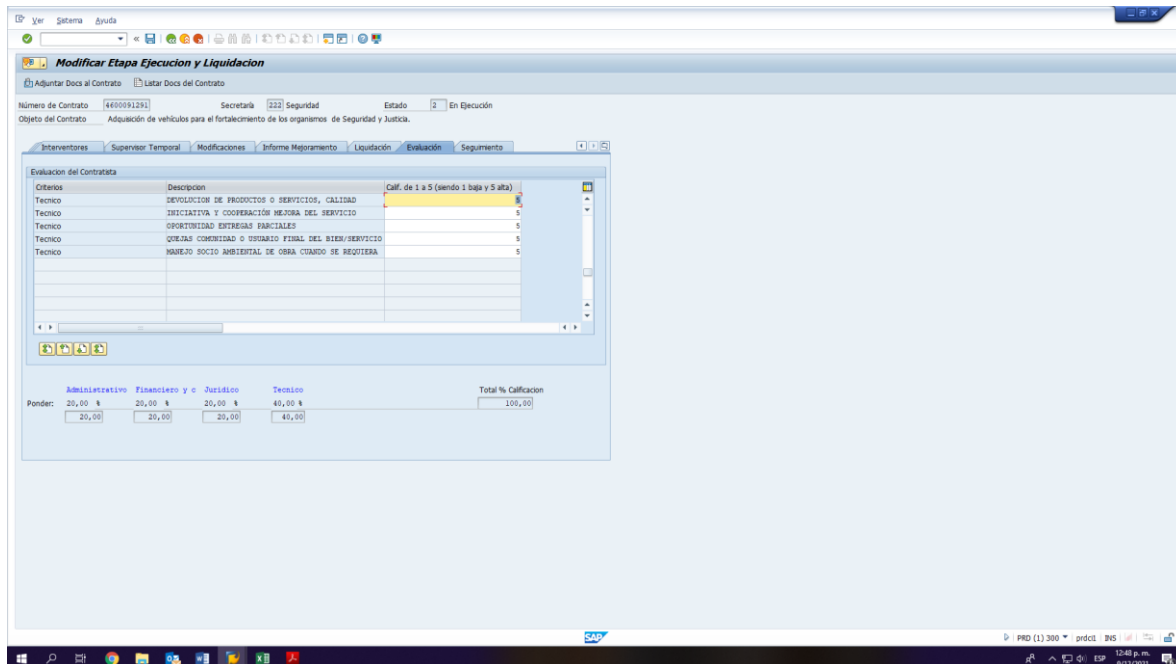 Ver Sistema Ayuda
Modificar Etapa Ejecucion y Liquidacion
Adjuntar Docs al Contrato Listar Docs del Contrato
Número de Contrato 4600091291 Secretaría 222 Seguridad Estado 2 En Ejecución
Objeto del Contrato Adquisición de vehículos para el fortalecimiento de los organismos de Seguridad y Justicia.
Interventores Supervisor Temporal Modificaciones Informe Mejoramiento Liquidación Evaluación Seguimiento
Evaluacion del Contratista
Criterios Descripcion Calif. de 1 a 5 (siendo 1 baja y 5 alta)
Tecnico DEVOLUCION DE PRODUCTOS O SERVICIOS, CALIDAD 5
Tecnico INICIATIVA Y COOPERACIÓN MEJORA DEL SERVICIO 5
Tecnico OPORTUNIDAD ENTREGAS PARCIALES 5
Tecnico QUEJAS COMUNIDAD O USUARIO FINAL DEL BIEN/SERVICIO 5
Tecnico MANEJO SOCIO AMBIENTAL DE OBRA CUANDO SE REQUIERA 5
Administrativo Financiero y c Juridico Tecnico Total % Calificacion
Ponder: 20,00 % 20,00 % 20,00 % 40,00 % 100,00
20,00 20,00 20,00 40,00
SAP
PRD (1) 300 prdci1 INS
ESP 12:48 p. m.